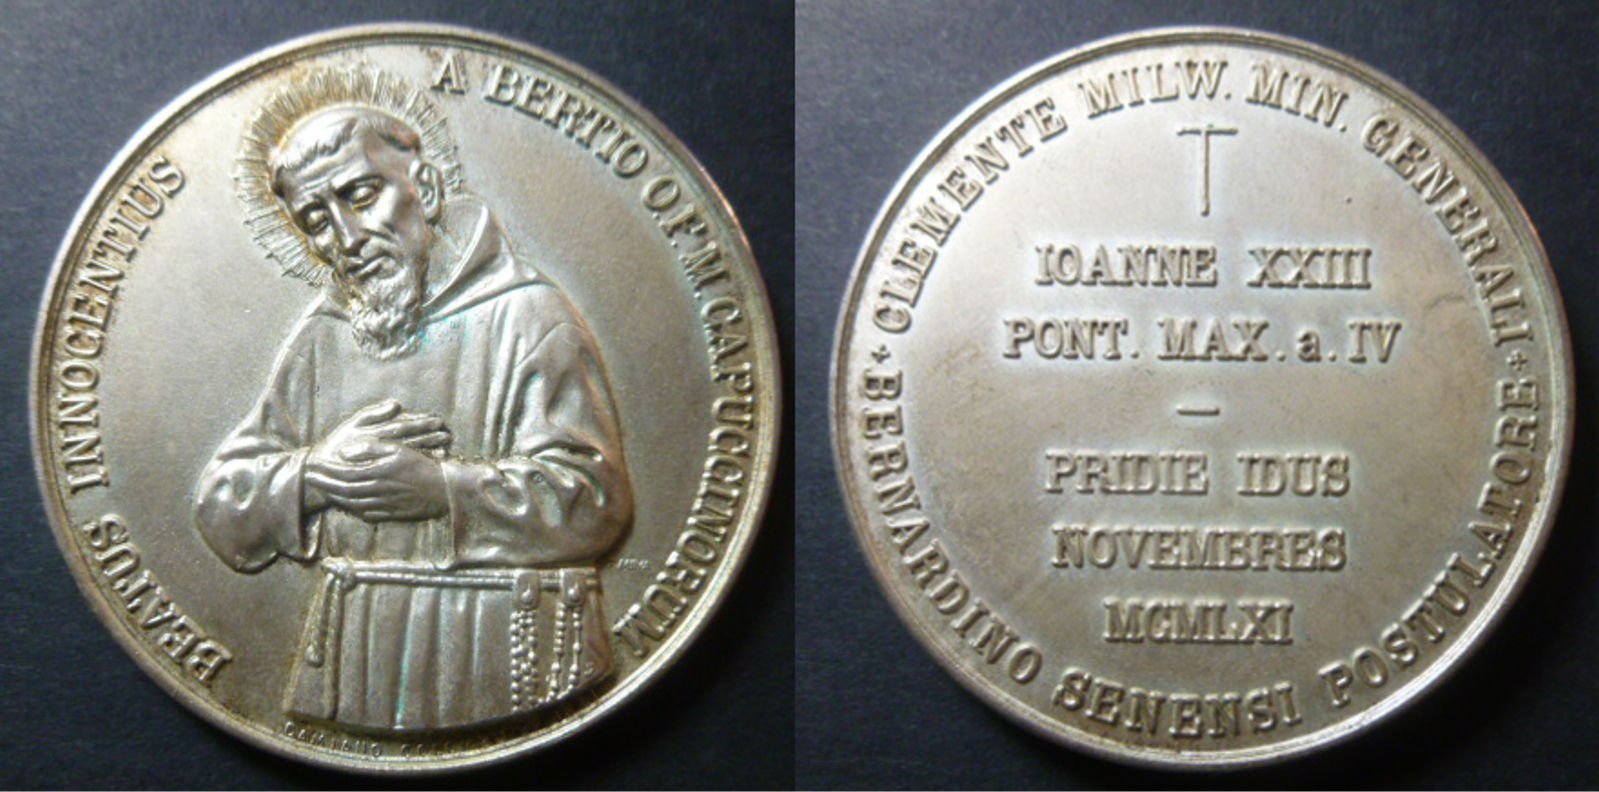 BEATUS INNOCENTIUS A BERTIO O.F.M. CAPUCCINORUM
DAMIANO
* CLEMENTE MILW. MIN. GENERALI *
IOANNE XXIII
PONT. MAX. a. IV
—
PRIDIE IDUS
NOVEMBRES
MCMLXI
BERNARDINO SENENSI POSTULATORE